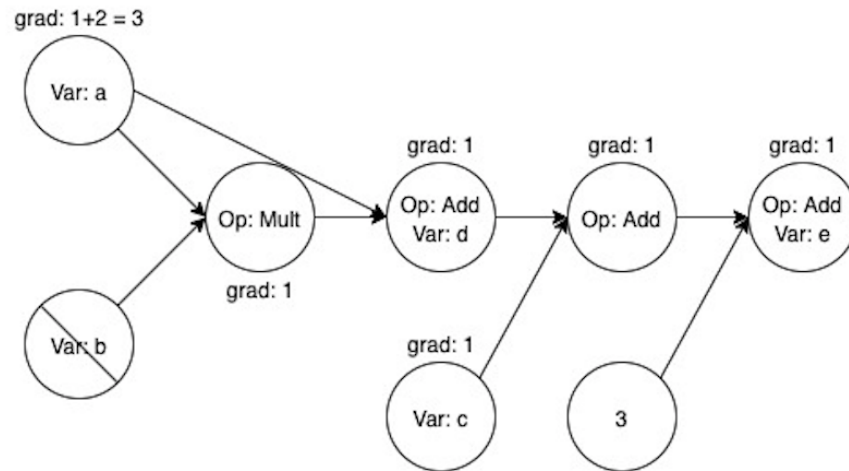 grad: 1+2 = 3
Var: a
Op: Mult
grad: 1
Var: b
grad: 1
Op: Add
Var: d
grad: 1
Var: c
grad: 1
Op: Add
3
grad: 1
Op: Add
Var: e